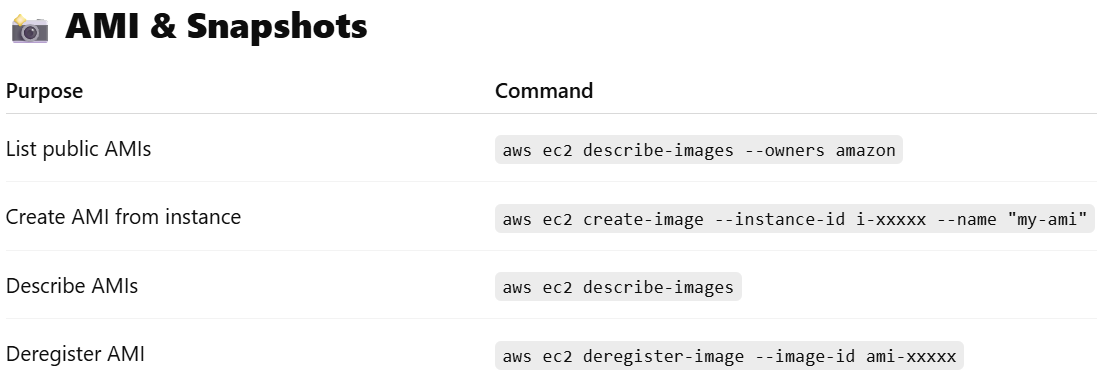 AMI & Snapshots
Purpose Command
List public AMIs aws ec2 describe-images --owners amazon
Create AMI from instance aws ec2 create-image --instance-id i-xxxxx --name "my-ami"
Describe AMIs aws ec2 describe-images
Deregister AMI aws ec2 deregister-image --image-id ami-xxxxx